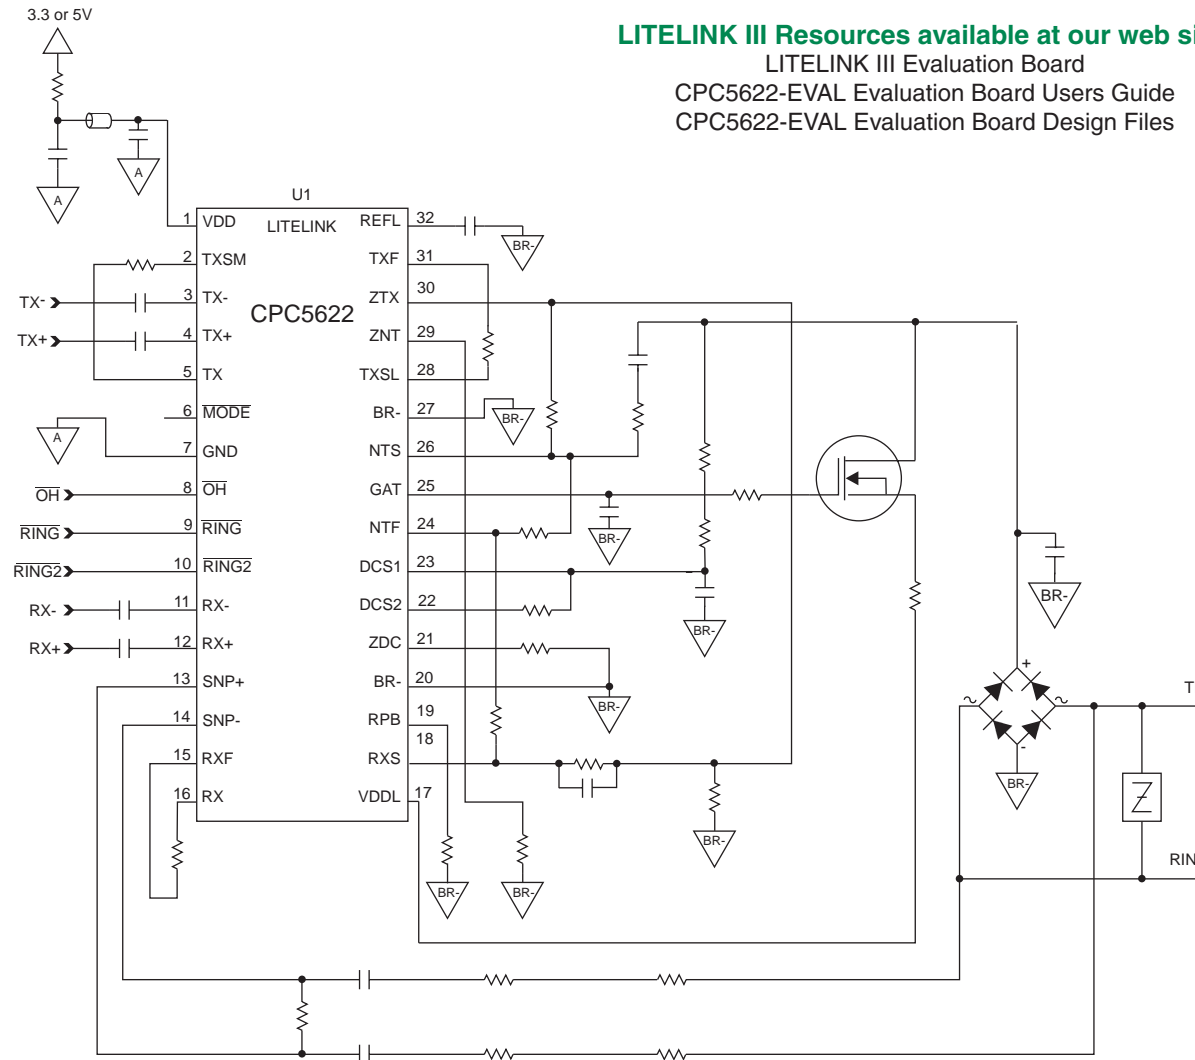 3.3 or 5V
LITELINK III Resources available at our web si
LITELINK III Evaluation Board
CPC5622-EVAL Evaluation Board Users Guide
CPC5622-EVAL Evaluation Board Design Files
A
A
U1
LITELINK
CPC5622
1 VDD
2 TXSM
TX- 3 TX-
TX+ 4 TX+
5 TX
6 MODE
A
7 GND
OH 8 OH
RING 9 RING
RING2 10 RING2
RX- 11 RX-
RX+ 12 RX+
13 SNP+
14 SNP-
15 RXF
16 RX
REFL 32
BR-
TXF 31
ZTX 30
ZNT 29
TXSL 28
BR- 27
BR-
NTS 26
GAT 25
BR-
NTF 24
DCS1 23
DCS2 22
BR-
ZDC 21
BR- 20
BR-
RPB 19
RXS 18
VDDL 17
BR-
BR-
BR-
BR-
+
~
~
-
BR-
T
Z
RIN